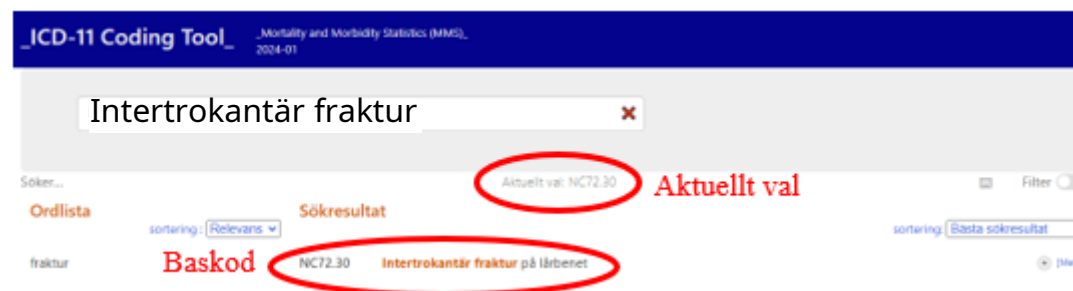 _ICD-11 Coding Tool_
_Mortality and Morbidity Statistics (MMS)_
2024-01
Intertrokantär fraktur
Söker...
Aktuellt val: NC72.30
Aktuellt val
Filter
Ordlista
Sökresultat
sortering: Relevans
sortering: Bästa sökresultat
fraktur
Baskod
NC72.30 Intertrokantär fraktur på lårbenet